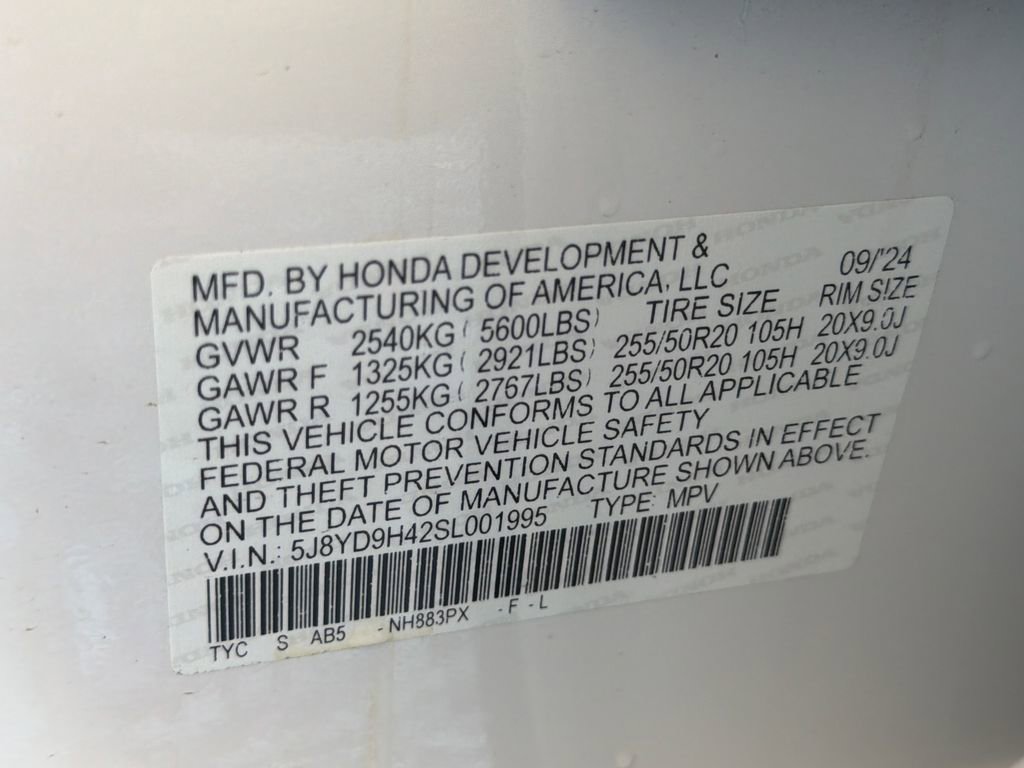 MFD. BY HONDA DEVELOPMENT &
MANUFACTURING OF AMERICA, LLC 09/'24
GVWR 2540KG ( 5600LBS) TIRE SIZE RIM SIZE
GAWR F 1325KG ( 2921LBS) 255/50R20 105H 20X9.0J
GAWR R 1255KG ( 2767LBS) 255/50R20 105H 20X9.0J
THIS VEHICLE CONFORMS TO ALL APPLICABLE
FEDERAL MOTOR VEHICLE SAFETY
AND THEFT PREVENTION STANDARDS IN EFFECT
ON THE DATE OF MANUFACTURE SHOWN ABOVE.
V.I.N.: 5J8YD9H42SL001995 TYPE: MPV
TYC S AB5 -NH883PX -F-L